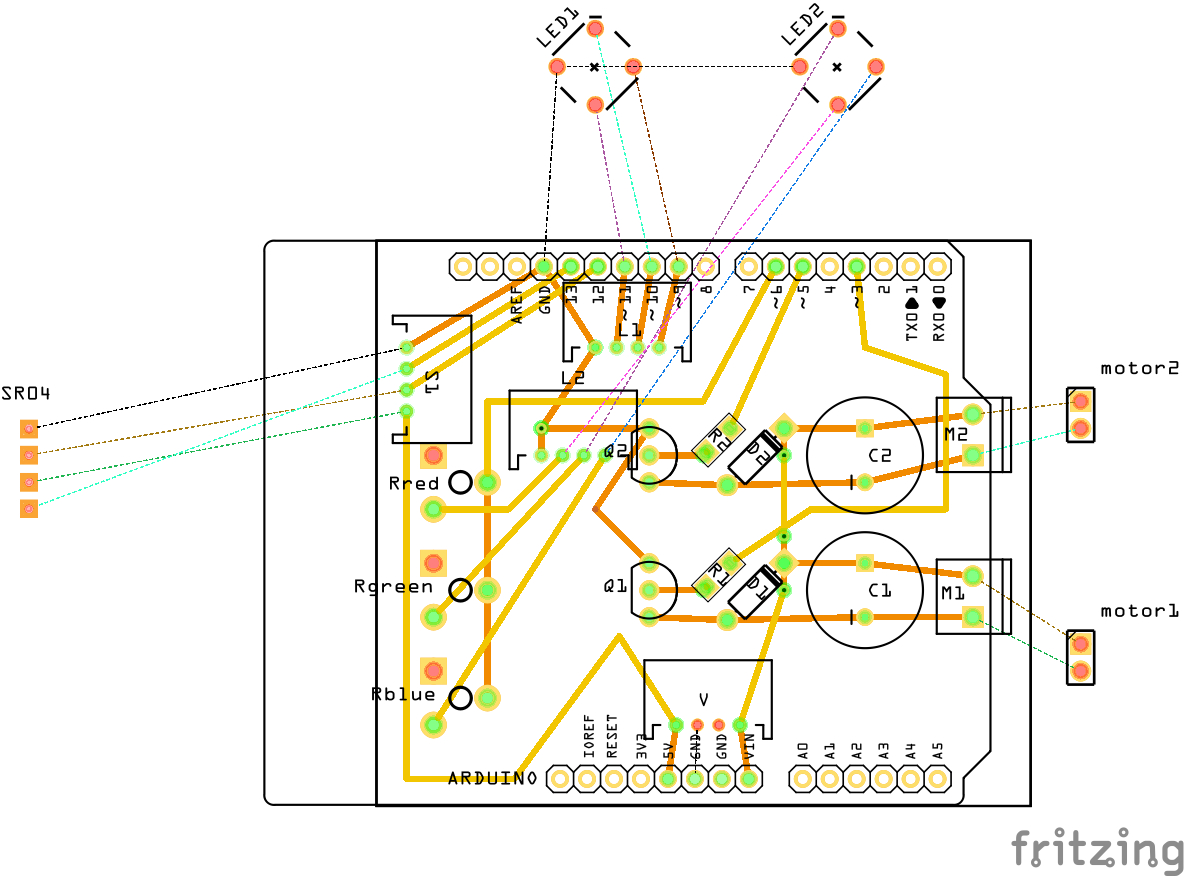 LED1
LED2
AREF
GND
13
12
~11
~10
~9
8
7
~6
~5
4
~3
2
TX0 1
RX0 0
L1
S1
L2
SR04
motor2
M2
R2
D2
C2
Q2
Rred
Rgreen
Q1
R1
D1
C1
M1
motor1
Rblue
V
IOREF
RESET
3V3
5V
GND
GND
VIN
A0
A1
A2
A3
A4
A5
ARDUINO
fritzing